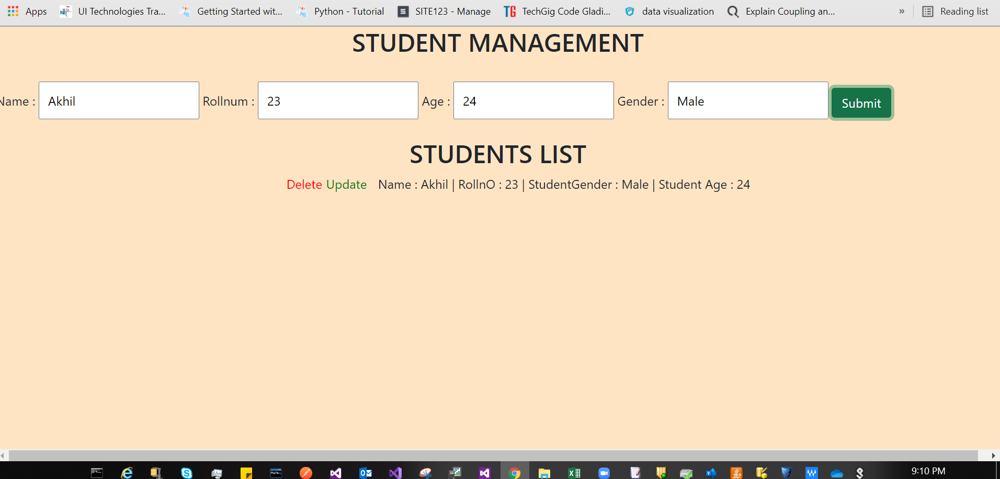 Apps UI Technologies Tra... Getting Started wit... Python - Tutorial S SITE123 - Manage TG TechGig Code Gladi... data visualization Explain Coupling an... » Reading list
STUDENT MANAGEMENT
Name : Akhil Rollnum : 23 Age : 24 Gender : Male Submit
STUDENTS LIST
Delete Update Name : Akhil | RollnO : 23 | StudentGender : Male | Student Age : 24
9:10 PM